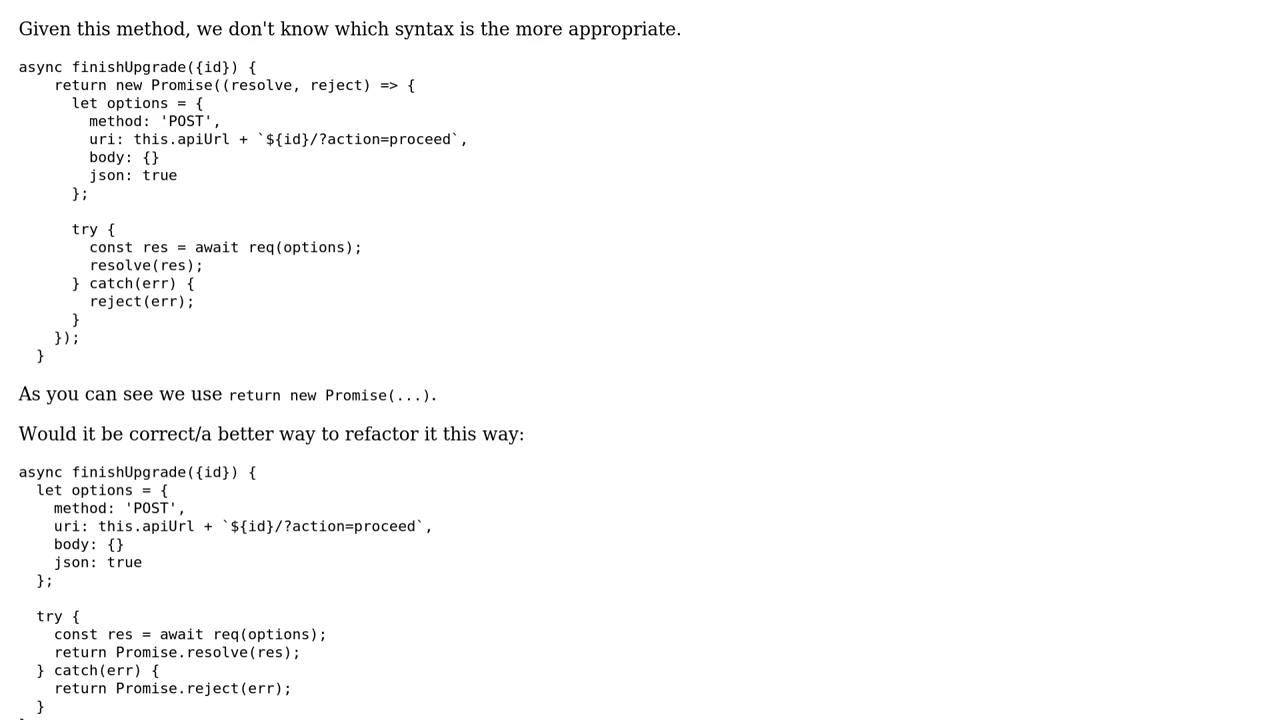 Given this method, we don't know which syntax is the more appropriate.
async finishUpgrade({id}) {
    return new Promise((resolve, reject) => {
      let options = {
        method: 'POST',
        uri: this.apiUrl + `${id}/?action=proceed`,
        body: {}
        json: true
      };

      try {
        const res = await req(options);
        resolve(res);
      } catch(err) {
        reject(err);
      }
    });
  }
As you can see we use return new Promise(...).
Would it be correct/a better way to refactor it this way:
async finishUpgrade({id}) {
  let options = {
    method: 'POST',
    uri: this.apiUrl + `${id}/?action=proceed`,
    body: {}
    json: true
  };

  try {
    const res = await req(options);
    return Promise.resolve(res);
  } catch(err) {
    return Promise.reject(err);
  }